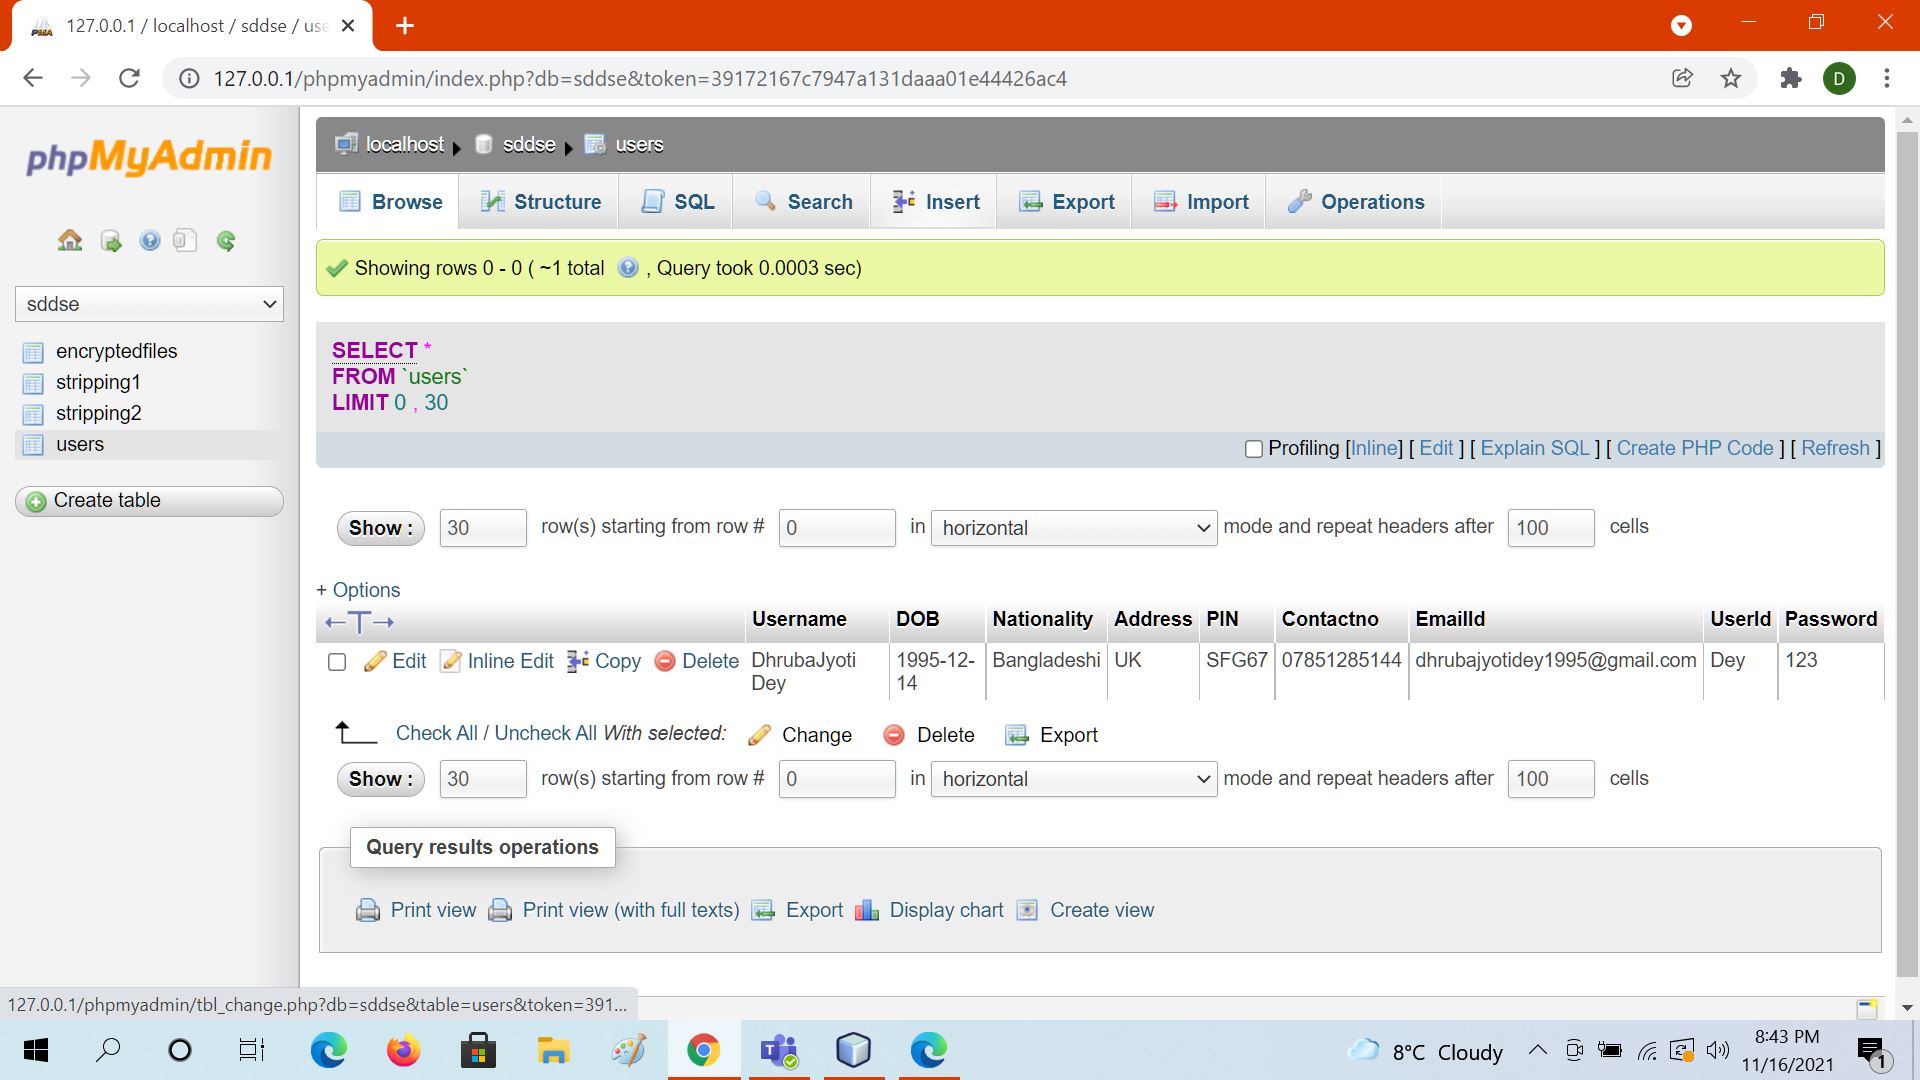 127.0.0.1 / localhost / sddse / use
127.0.0.1/phpmyadmin/index.php?db=sddse&token=39172167c7947a131daaa01e44426ac4
D
phpMyAdmin
sddse
encryptedfiles
stripping1
stripping2
users
Create table
localhost sddse users
Browse Structure SQL Search Insert Export Import Operations
Showing rows 0 - 0 ( ~1 total , Query took 0.0003 sec)
SELECT *
FROM `users`
LIMIT 0 , 30
Profiling [Inline] [ Edit ] [ Explain SQL ] [ Create PHP Code ] [ Refresh ]
Show : 30 row(s) starting from row # 0 in horizontal mode and repeat headers after 100 cells
+ Options
Username DOB Nationality Address PIN Contactno EmailId UserId Password
Edit Inline Edit Copy Delete DhrubaJyoti 1995-12- Bangladeshi UK SFG67 07851285144 dhrubajyotidey1995@gmail.com Dey 123
Dey 14
Check All / Uncheck All With selected: Change Delete Export
Show : 30 row(s) starting from row # 0 in horizontal mode and repeat headers after 100 cells
Query results operations
Print view Print view (with full texts) Export Display chart Create view
127.0.0.1/phpmyadmin/tbl_change.php?db=sddse&table=users&token=391...
8°C Cloudy
8:43 PM
11/16/2021
1